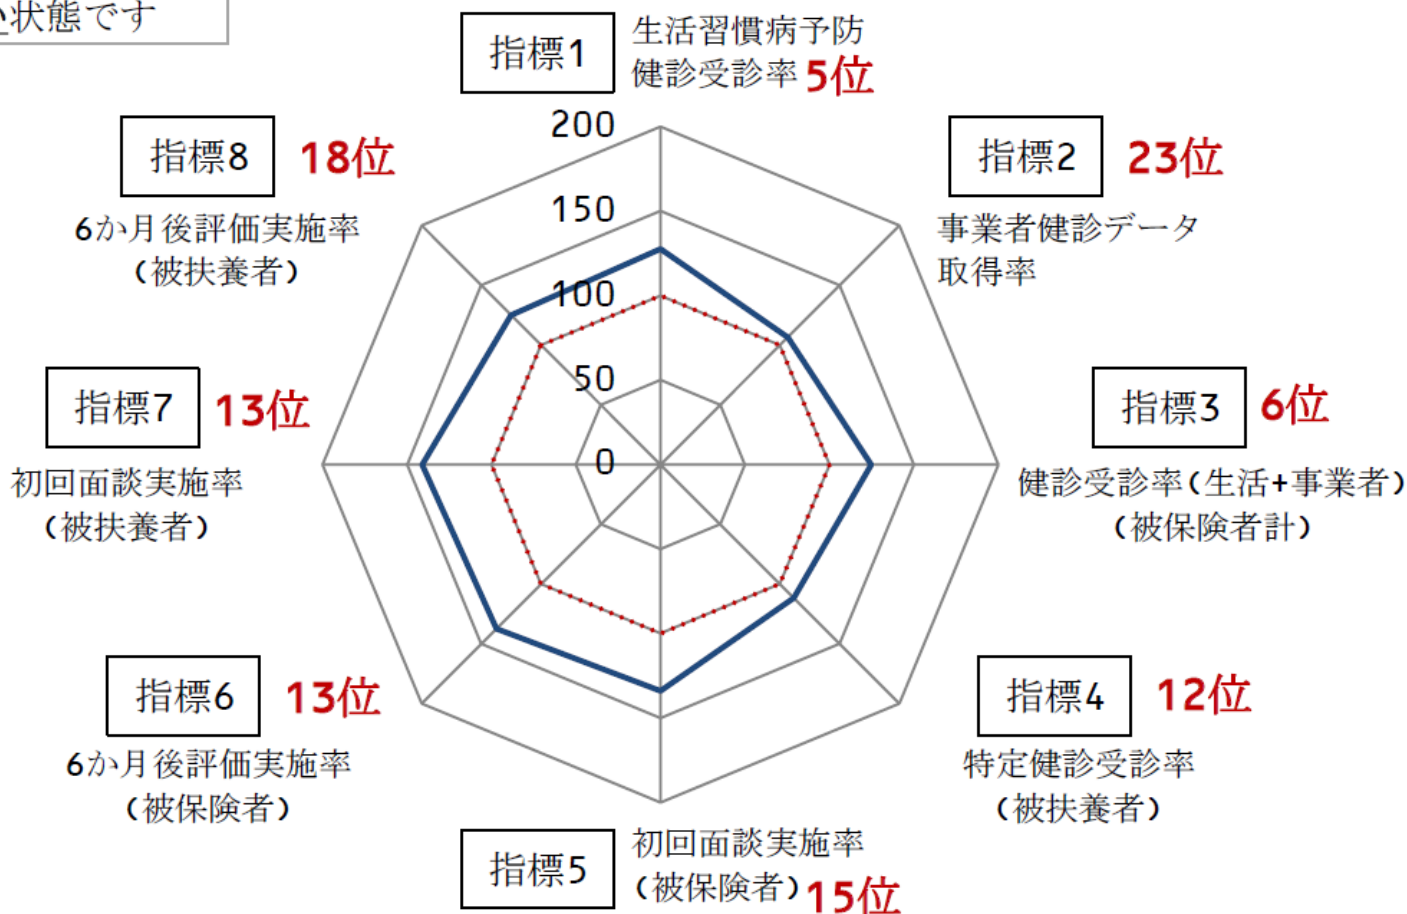 い状態です
指標1
生活習慣病予防
健診受診率 5位
指標2 23位
事業者健診データ
取得率
指標3 6位
健診受診率(生活+事業者)
(被保険者計)
指標4 12位
特定健診受診率
(被扶養者)
指標5
初回面談実施率
(被保険者) 15位
指標6 13位
6か月後評価実施率
(被保険者)
指標7 13位
初回面談実施率
(被扶養者)
指標8 18位
6か月後評価実施率
(被扶養者)
200
150
100
50
0